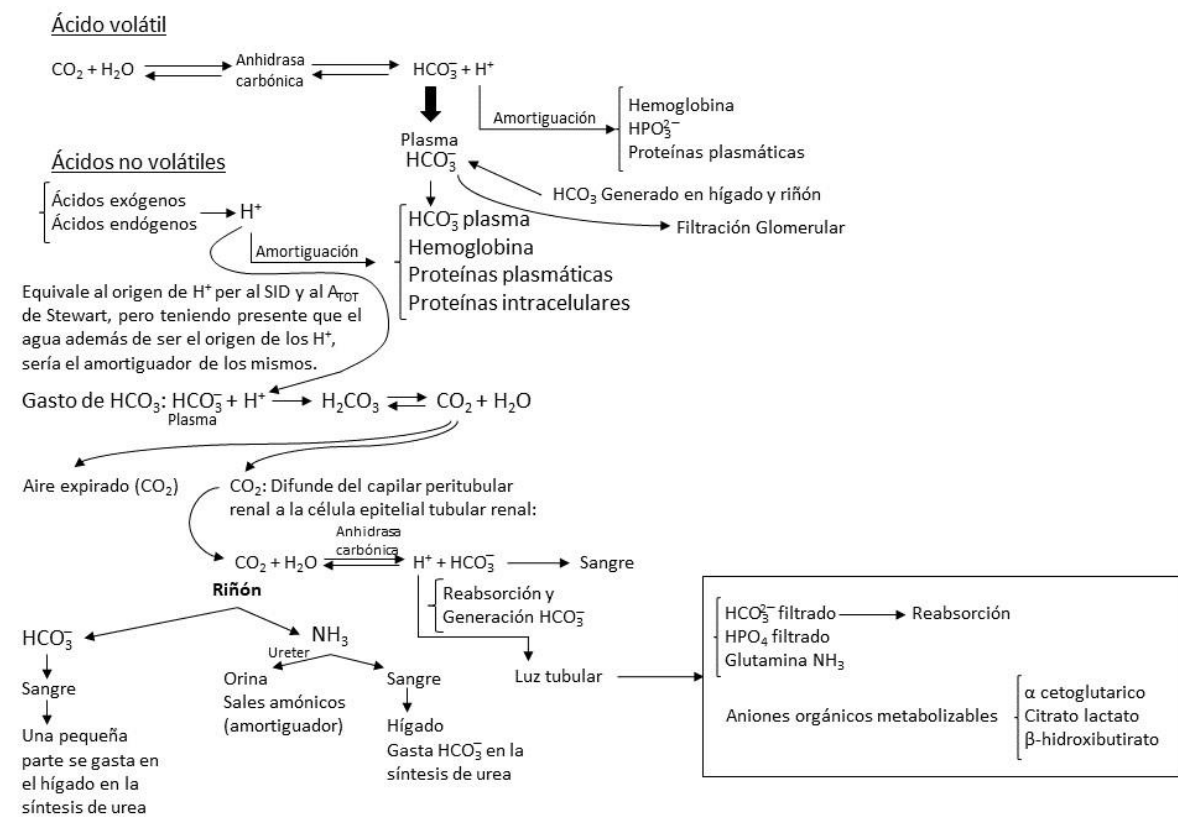 Ácido volátil
CO₂ + H₂O
Anhidrasa
carbónica
HCO₃⁻ + H⁺
Amortiguación
Hemoglobina
HPO₃²⁻
Proteínas plasmáticas
Plasma
HCO₃⁻
Ácidos no volátiles
Ácidos exógenos
Ácidos endógenos
H⁺
HCO₃ Generado en hígado y riñón
Filtración Glomerular
Amortiguación
HCO₃⁻ plasma
Hemoglobina
Proteínas plasmáticas
Proteínas intracelulares
Equivale al origen de H⁺ per al SID y al A_TOT
de Stewart, pero teniendo presente que el
agua además de ser el origen de los H⁺,
sería el amortiguador de los mismos.
Gasto de HCO₃: HCO₃⁻ + H⁺
H₂CO₃
CO₂ + H₂O
Plasma
Aire expirado (CO₂)
CO₂: Difunde del capilar peritubular
renal a la célula epitelial tubular renal:
Anhidrasa
carbónica
CO₂ + H₂O
H⁺ + HCO₃⁻
Sangre
Riñón
Reabsorción y
Generación HCO₃⁻
HCO₃⁻
NH₃
Ureter
Sangre
Una pequeña
parte se gasta en
el hígado en la
síntesis de urea
Orina
Sales amónicos
(amortiguador)
Sangre
Hígado
Gasta HCO₃⁻ en la
síntesis de urea
Luz tubular
HCO₃²⁻ filtrado
Reabsorción
HPO₄ filtrado
Glutamina NH₃
Aniones orgánicos metabolizables
α cetoglutarico
Citrato lactato
β-hidroxibutirato